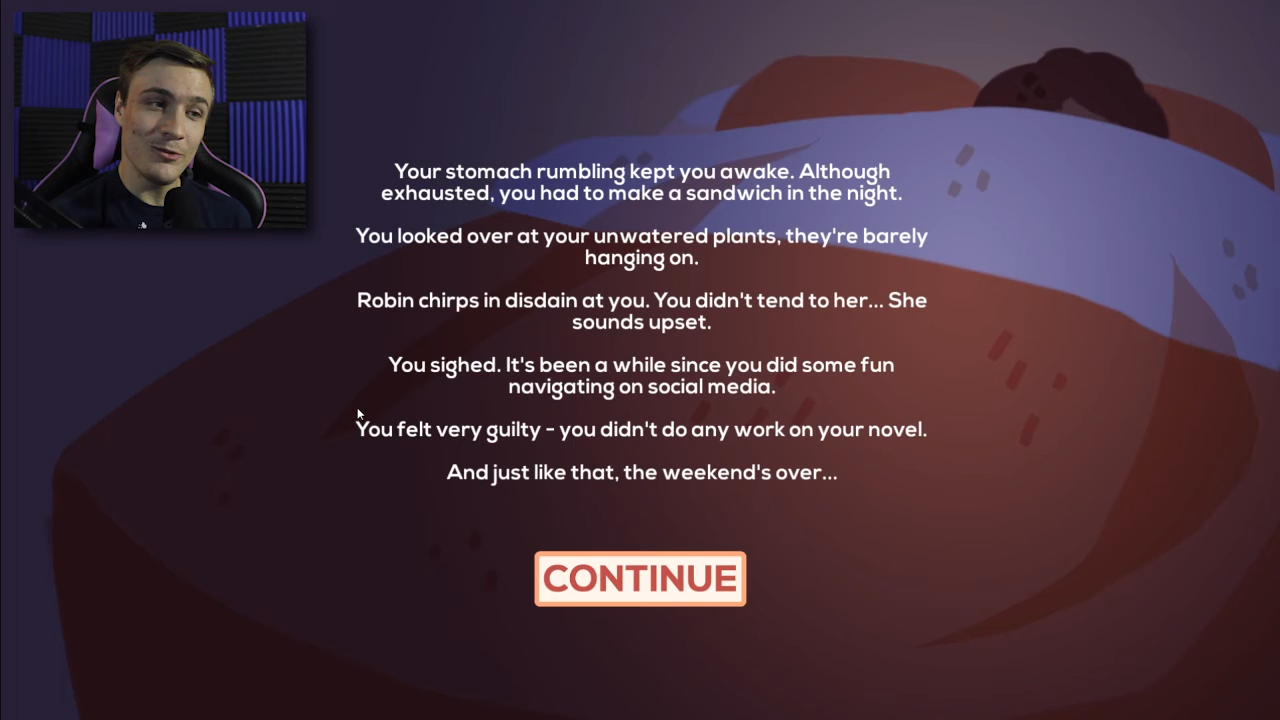 Your stomach rumbling kept you awake. Although
exhausted, you had to make a sandwich in the night.
You looked over at your unwatered plants, they're barely
hanging on.
Robin chirps in disdain at you. You didn't tend to her... She
sounds upset.
You sighed. It's been a while since you did some fun
navigating on social media.
You felt very guilty - you didn't do any work on your novel.
And just like that, the weekend's over...
CONTINUE